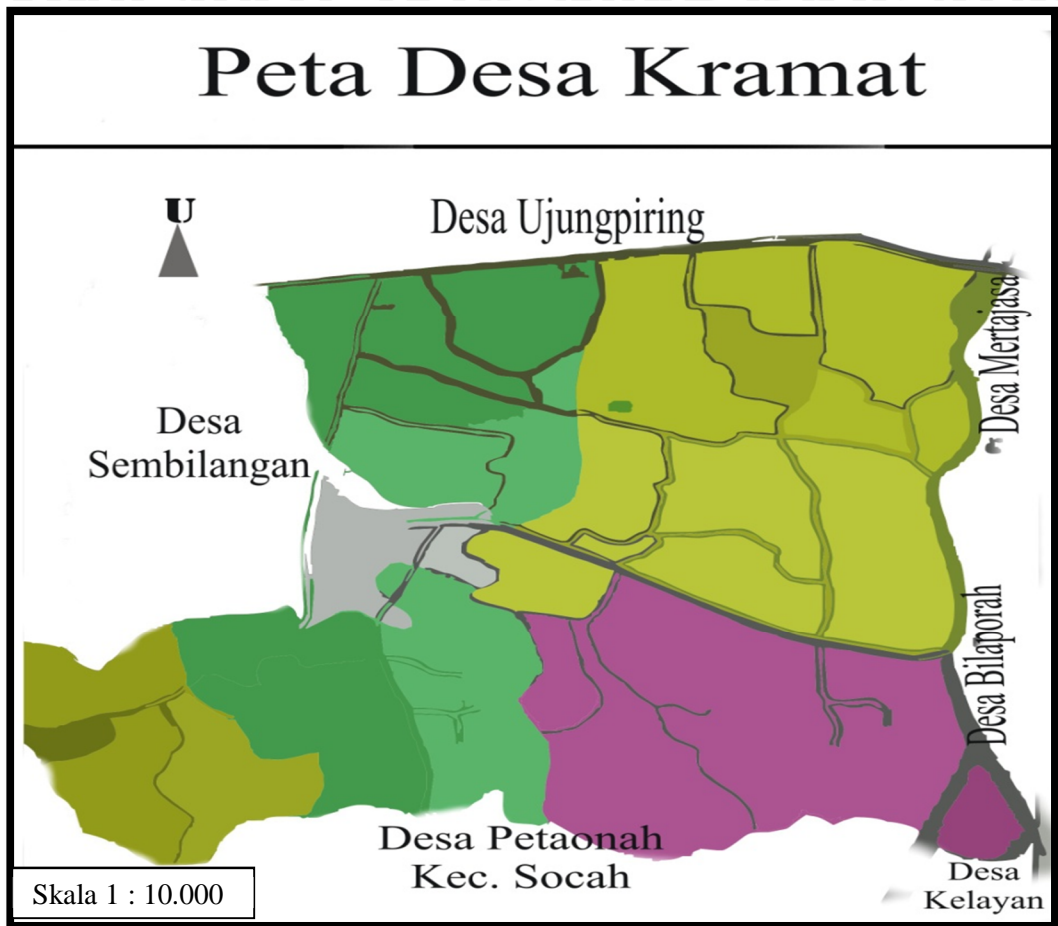 Peta Desa Kramat
U
Desa Ujungpiring
Desa Mertajasa
Desa
Sembilangan
Desa Bilaporah
Desa Petaonah
Kec. Socah
Desa
Kelayan
Skala 1 : 10.000